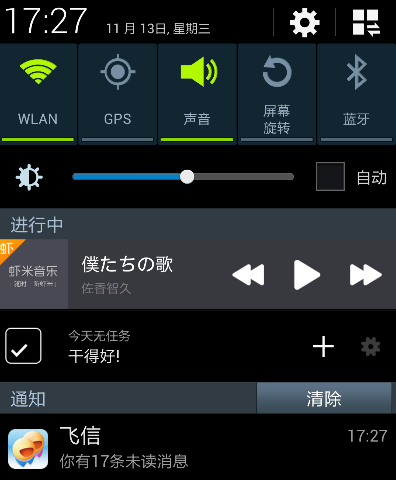 17:27 11 月 13日, 星期三
WLAN
GPS
声音
屏幕
旋转
蓝牙
自动
进行中
虾
虾米音乐
僕たちの歌
佐香智久
今天无任务
干得好!
通知
清除
飞信
17:27
你有17条未读消息